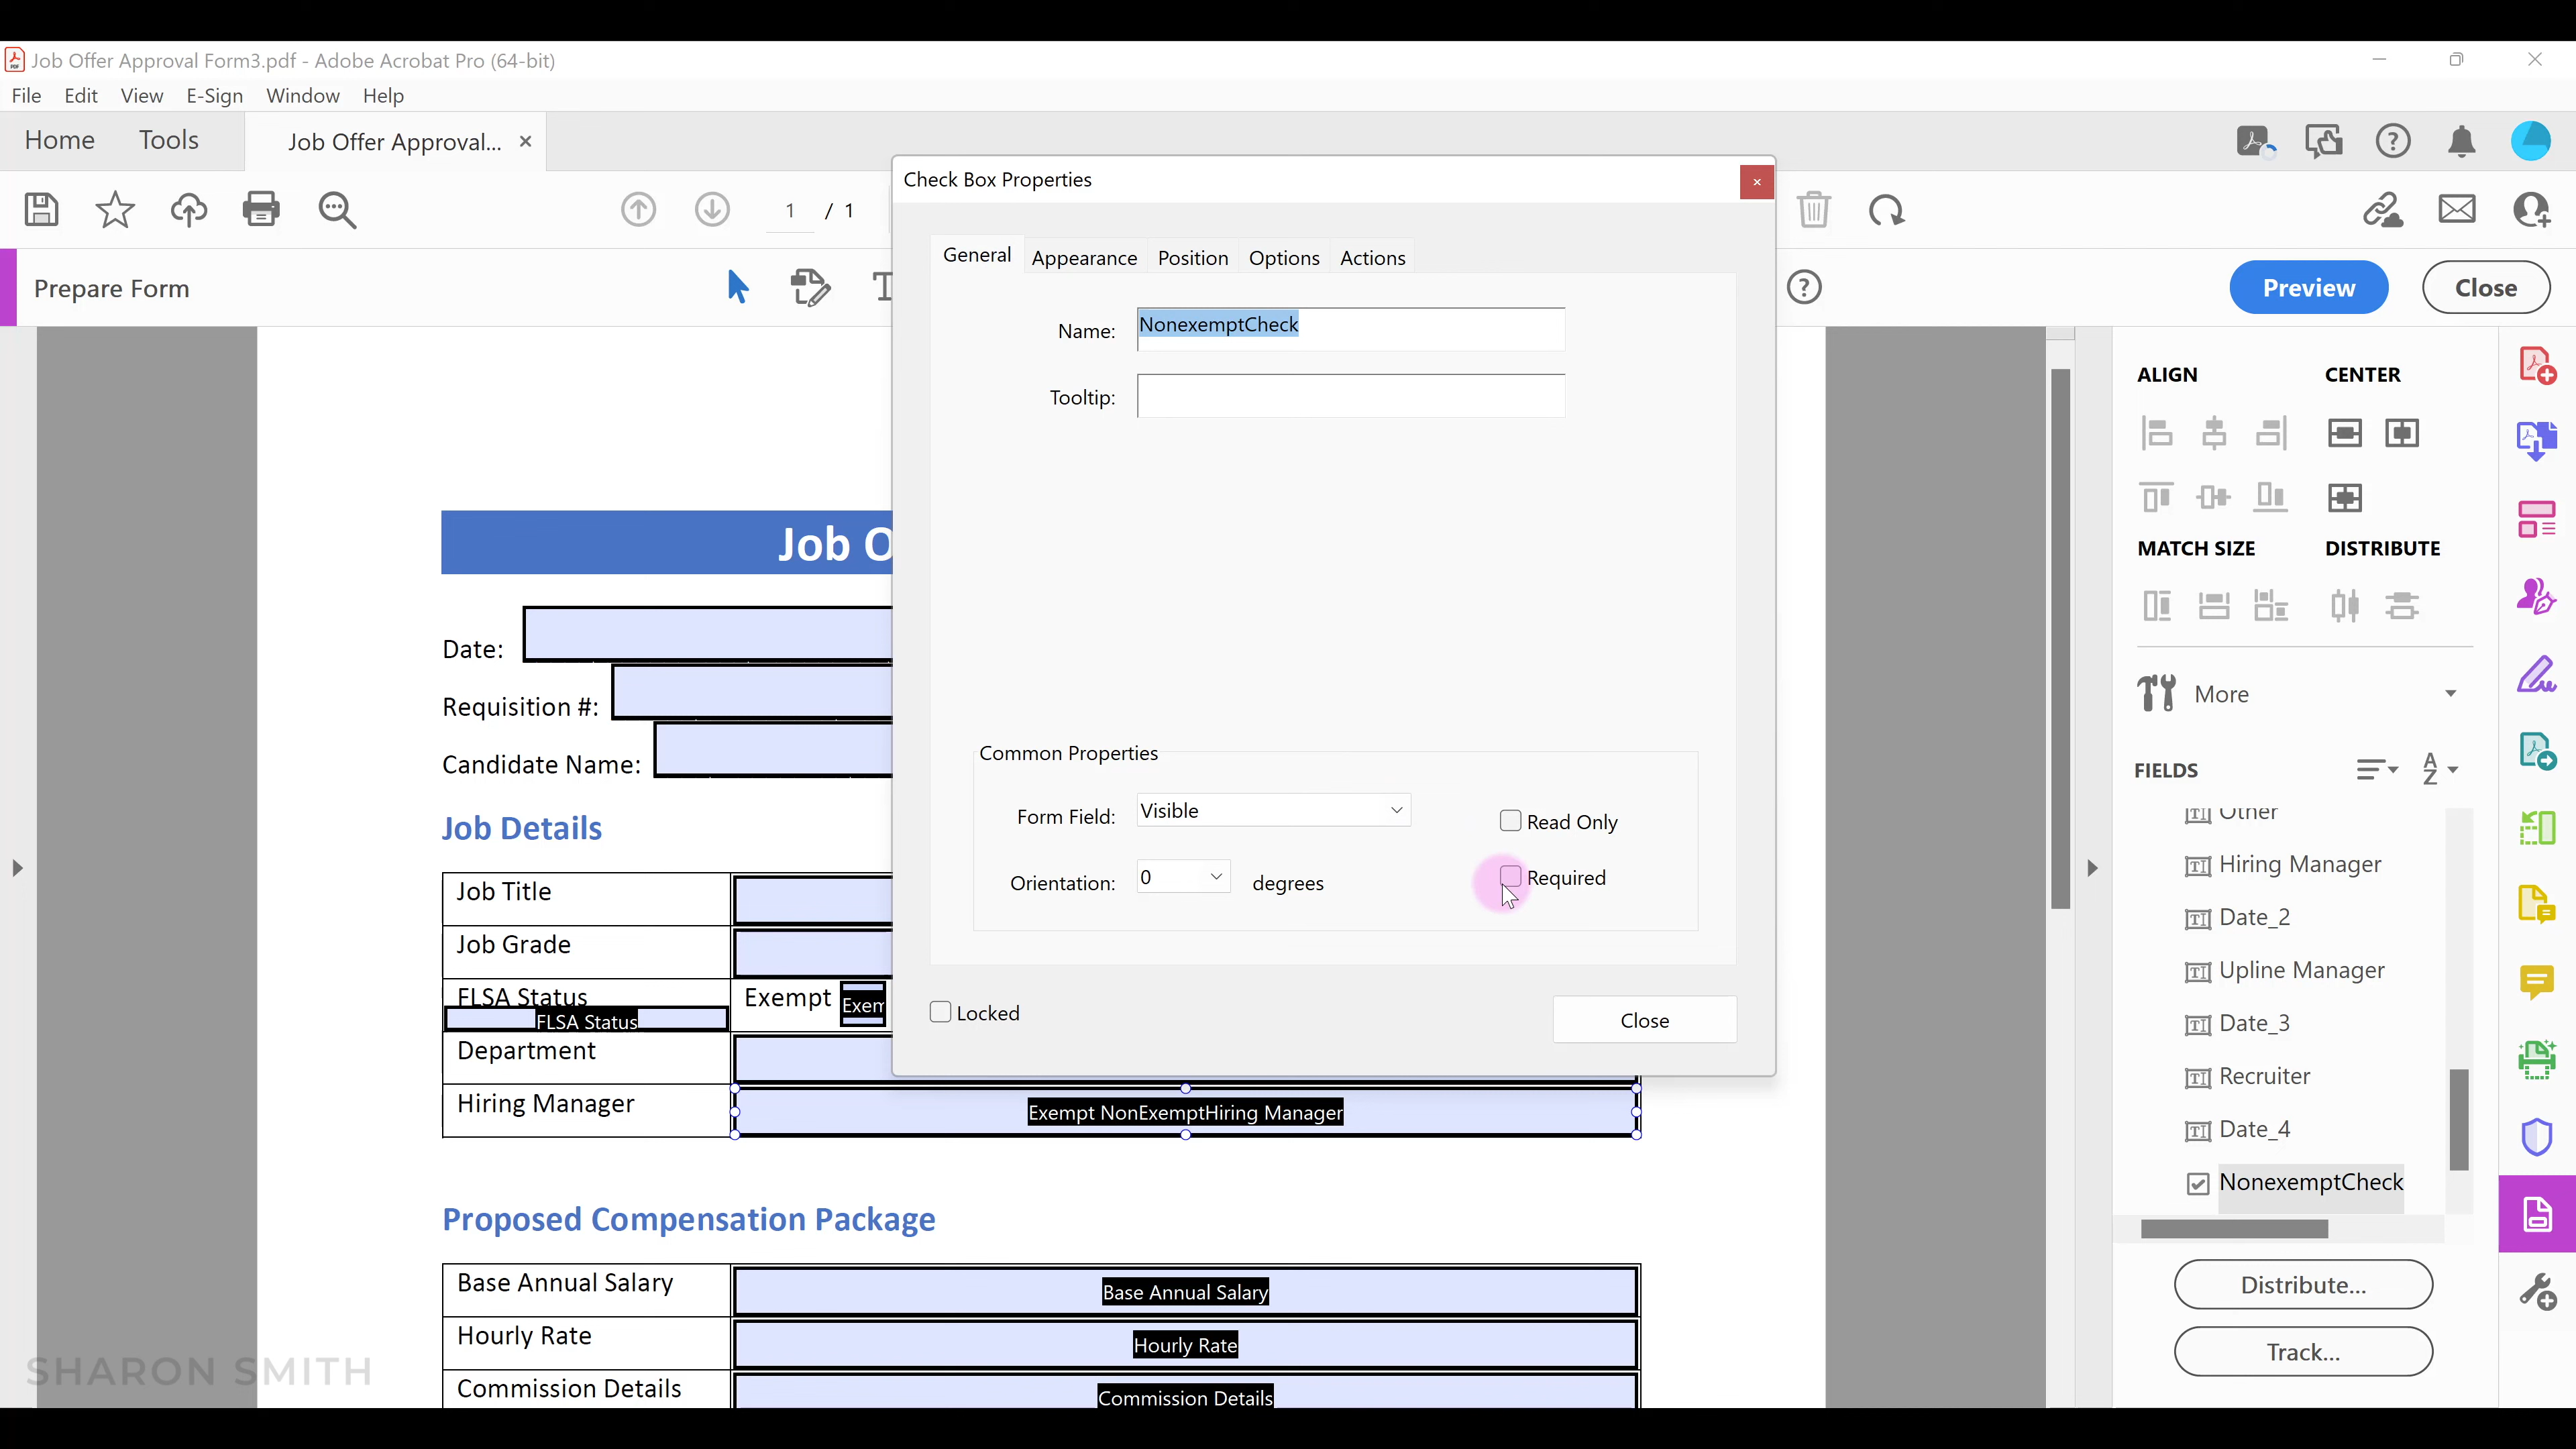 Job Offer Approval Form3.pdf - Adobe Acrobat Pro (64-bit)
File Edit View E-Sign Window Help
Home Tools Job Offer Approval... ×
1 / 1
Prepare Form
Preview Close
Check Box Properties
General Appearance Position Options Actions
Name: NonexemptCheck
Tooltip:
Common Properties
Form Field: Visible
Read Only
Orientation: 0 degrees
Required
Locked
Close
Job O
Date:
Requisition #:
Candidate Name:
Job Details
Job Title
Job Grade
FLSA Status Exempt Exem
FLSA Status
Department
Hiring Manager Exempt NonExemptHiring Manager
Proposed Compensation Package
Base Annual Salary Base Annual Salary
Hourly Rate Hourly Rate
Commission Details Commission Details
SHARON SMITH
ALIGN CENTER
MATCH SIZE DISTRIBUTE
More
FIELDS
Other
Hiring Manager
Date_2
Upline Manager
Date_3
Recruiter
Date_4
NonexemptCheck
Distribute...
Track...